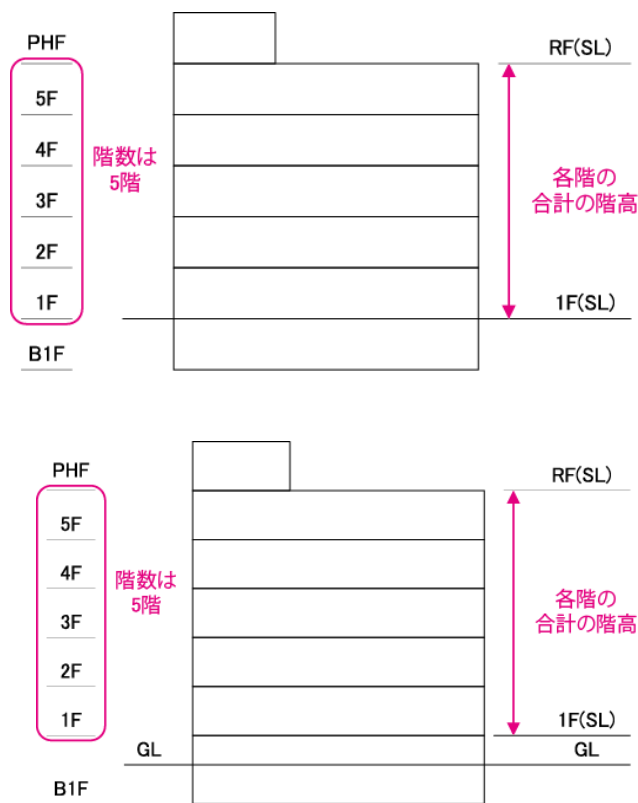 PHF
RF(SL)
5F
4F
階数は
5階
3F
各階の
合計の階高
2F
1F
1F(SL)
B1F
PHF
RF(SL)
5F
4F
階数は
5階
3F
各階の
合計の階高
2F
1F
1F(SL)
GL
GL
B1F